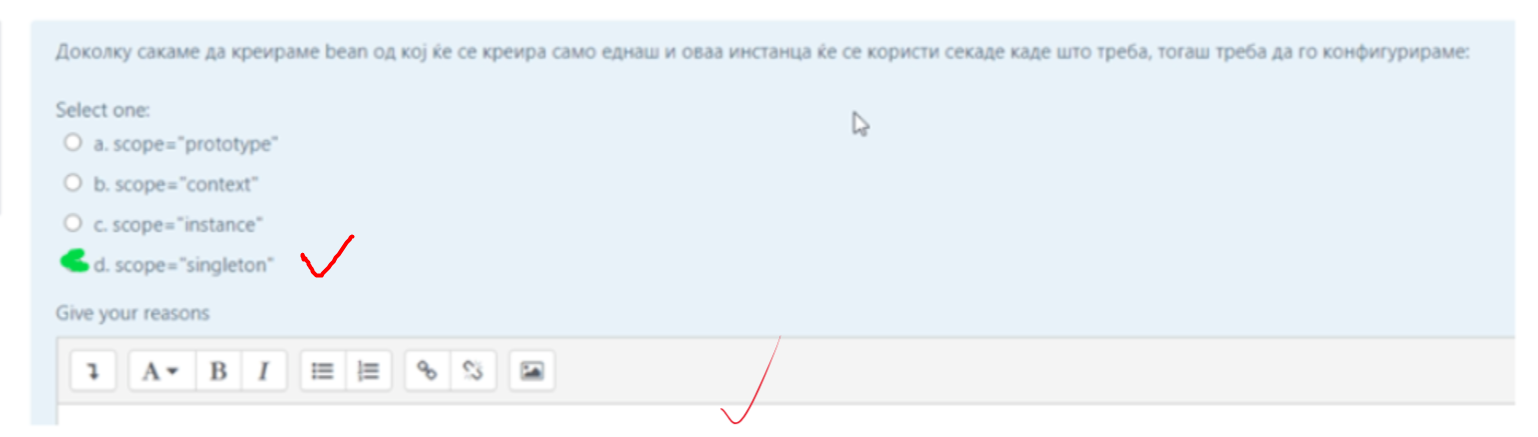 Доколку сакаме да креираме bean од кој ќе се креира само еднаш и оваа инстанца ќе се користи секаде каде што треба, тогаш треба да го конфигурираме:
Select one:
a. scope="prototype"
b. scope="context"
c. scope="instance"
d. scope="singleton"
Give your reasons
A B I